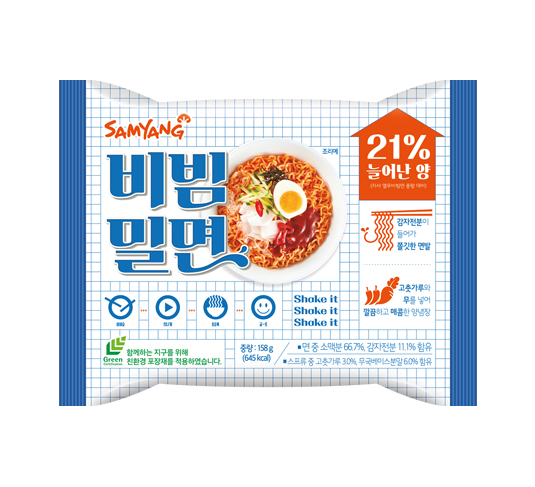 SAMYANG
비빔
밀면
조리예
21%
늘어난 양
(자사 열무비빔면 중량 대비)
감자전분이
들어가
쫄깃한 면발
고춧가루와
무를 넣어
깔끔하고 매콤한 양념장
Shake it
Shake it
Shake it
Green
함께하는 지구를 위해
친환경 포장재를 적용하였습니다.
중량 : 158 g
(645 kcal)
■면 중 소맥분 66.7%, 감자전분 11.1% 함유
■스프류 중 고춧가루 3.0%, 무국베이스분말 6.0% 함유